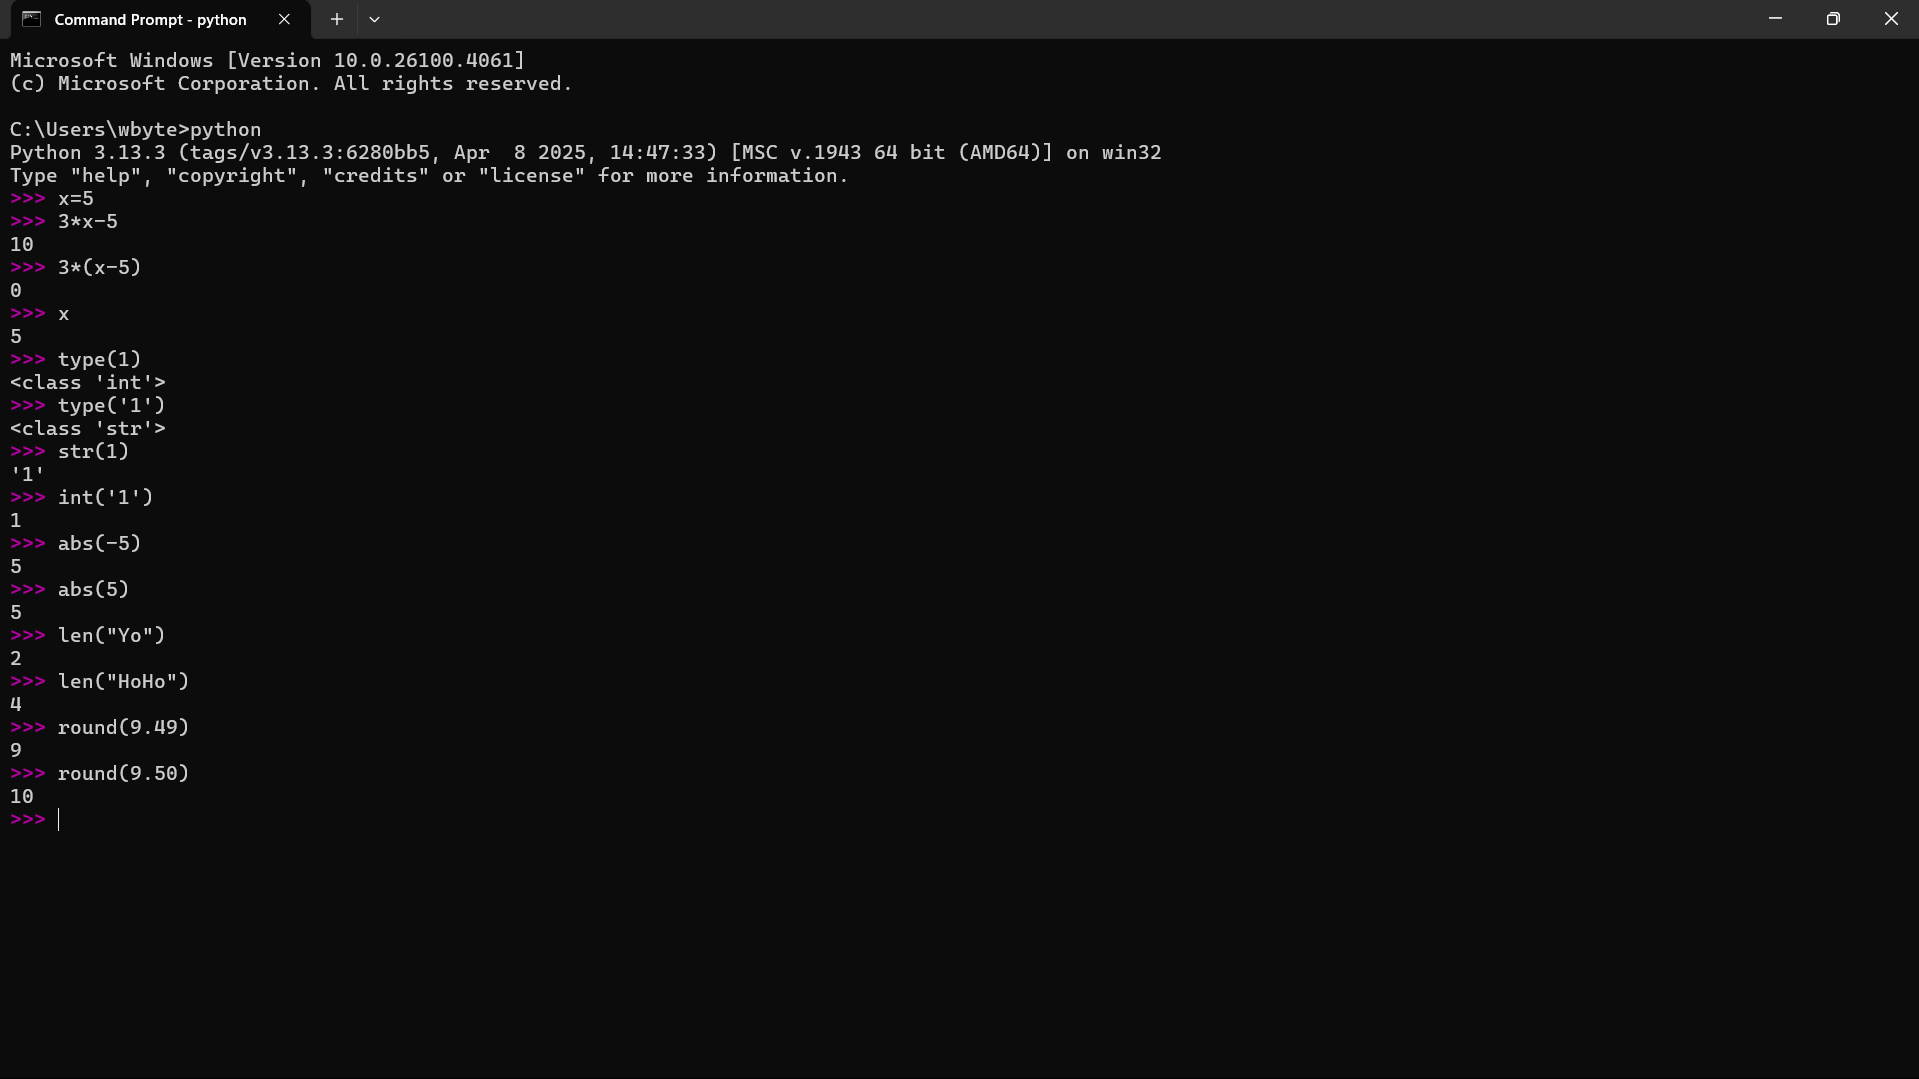 Command Prompt - python
Microsoft Windows [Version 10.0.26100.4061]
(c) Microsoft Corporation. All rights reserved.
C:\Users\wbyte>python
Python 3.13.3 (tags/v3.13.3:6280bb5, Apr  8 2025, 14:47:33) [MSC v.1943 64 bit (AMD64)] on win32
Type "help", "copyright", "credits" or "license" for more information.
>>> x=5
>>> 3*x-5
10
>>> 3*(x-5)
0
>>> x
5
>>> type(1)
<class 'int'>
>>> type('1')
<class 'str'>
>>> str(1)
'1'
>>> int('1')
1
>>> abs(-5)
5
>>> abs(5)
5
>>> len("Yo")
2
>>> len("HoHo")
4
>>> round(9.49)
9
>>> round(9.50)
10
>>>